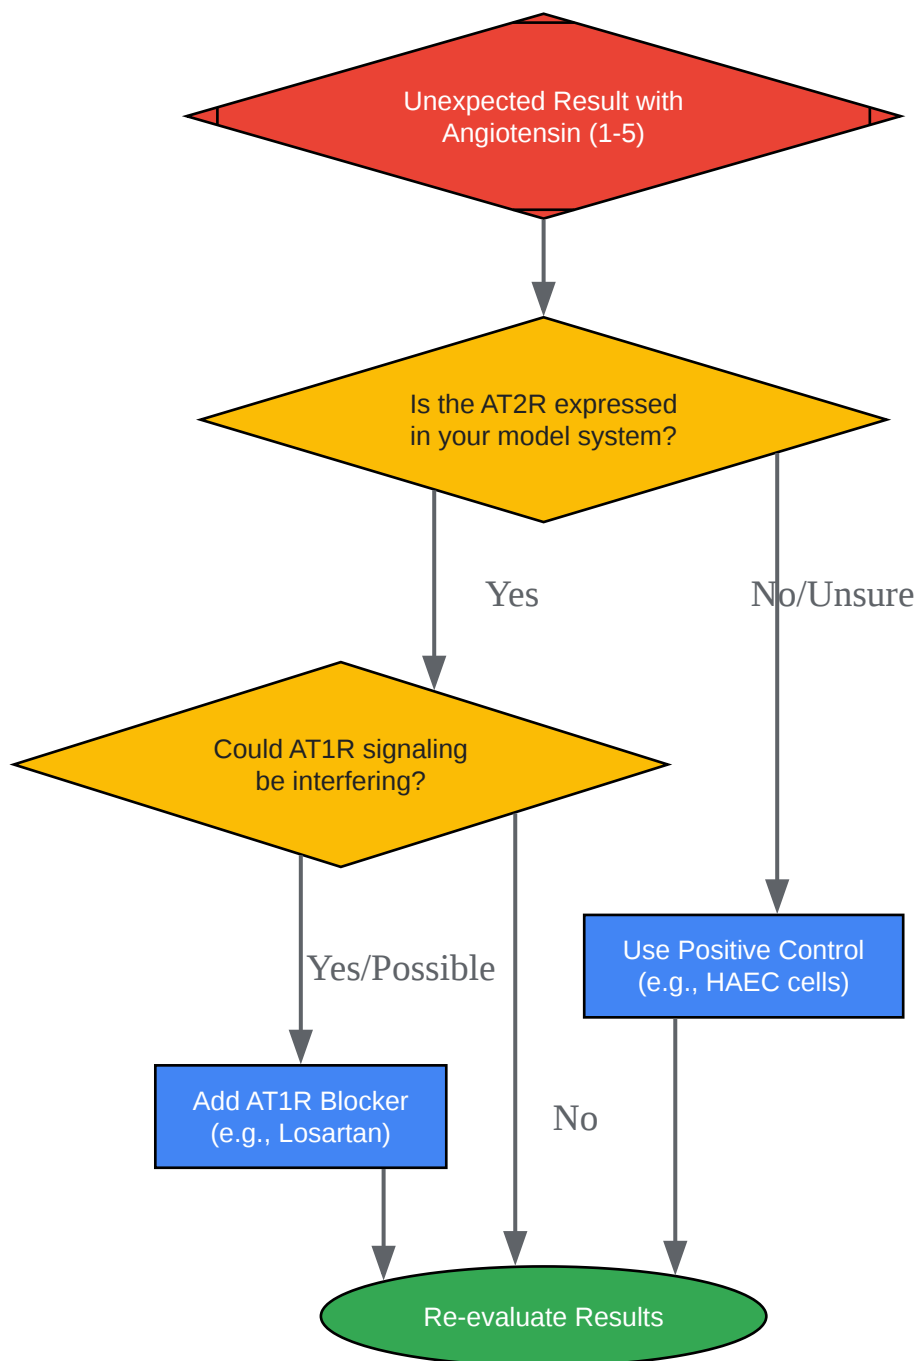 Unexpected Result with
Angiotensin (1-5)
Is the AT2R expressed
in your model system?
Yes
No/Unsure
Could AT1R signaling
be interfering?
Use Positive Control
(e.g., HAEC cells)
Yes/Possible
Add AT1R Blocker
(e.g., Losartan)
No
Re-evaluate Results